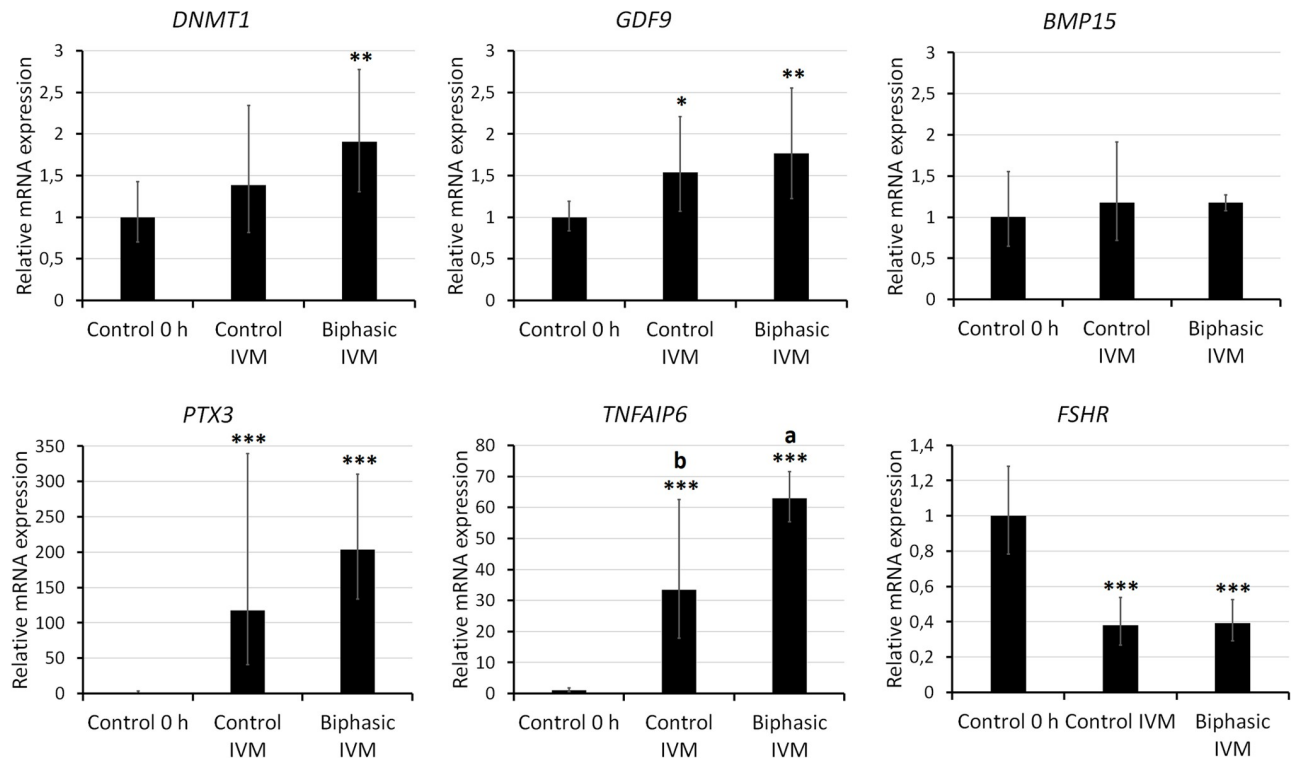 DNMT1
Relative mRNA expression
3
2,5
2
1,5
1
0,5
0
**
Control 0 h
Control
IVM
Biphasic
IVM
GDF9
Relative mRNA expression
3
2,5
2
1,5
1
0,5
0
*
**
Control 0 h
Control
IVM
Biphasic
IVM
BMP15
Relative mRNA expression
3
2,5
2
1,5
1
0,5
0
Control 0 h
Control
IVM
Biphasic
IVM
PTX3
Relative mRNA expression
350
300
250
200
150
100
50
0
***
***
Control 0 h
Control
IVM
Biphasic
IVM
TNFAIP6
Relative mRNA expression
80
70
60
50
40
30
20
10
0
b
***
a
***
Control 0 h
Control
IVM
Biphasic
IVM
FSHR
Relative mRNA expression
1,4
1,2
1
0,8
0,6
0,4
0,2
0
***
***
Control 0 h
Control IVM
Biphasic
IVM